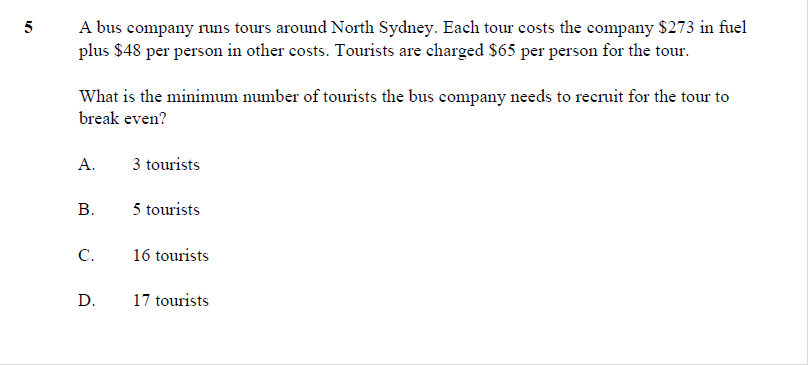 5 A bus company runs tours around North Sydney. Each tour costs the company $273 in fuel
plus $48 per person in other costs. Tourists are charged $65 per person for the tour.
What is the minimum number of tourists the bus company needs to recruit for the tour to
break even?
A. 3 tourists
B. 5 tourists
C. 16 tourists
D. 17 tourists